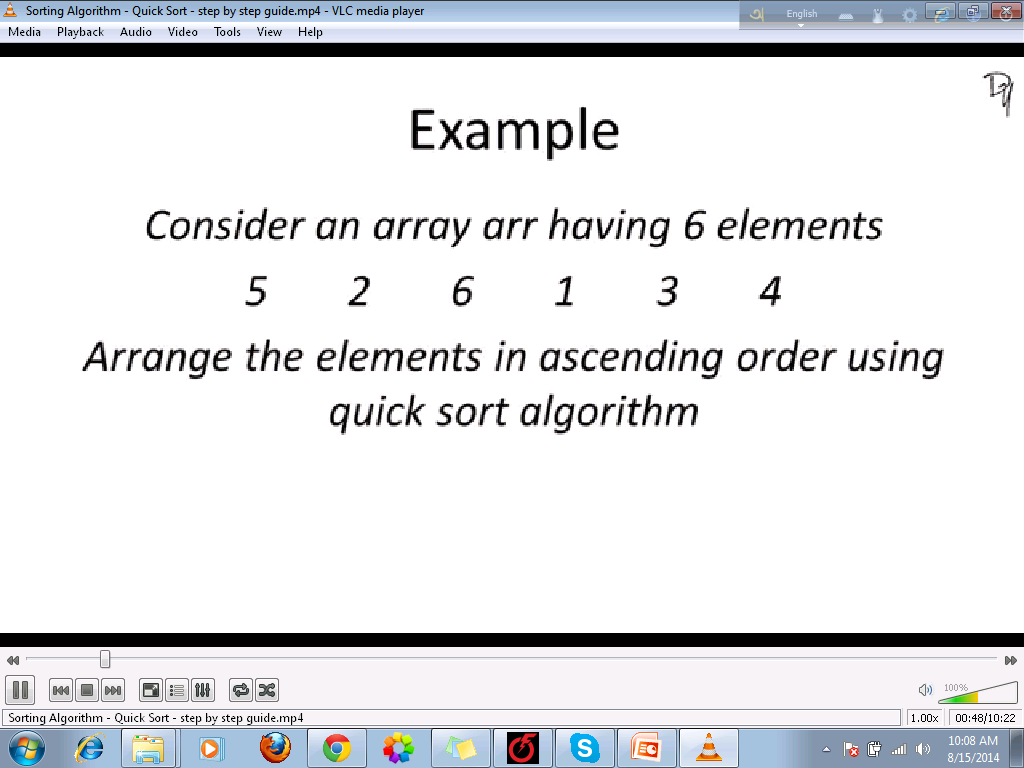 Sorting Algorithm - Quick Sort - step by step guide.mp4 - VLC media player
English
Media Playback Audio Video Tools View Help
Example
Consider an array arr having 6 elements
5 2 6 1 3 4
Arrange the elements in ascending order using
quick sort algorithm
100%
Sorting Algorithm - Quick Sort - step by step guide.mp4
1.00x 00:48/10:22
10:08 AM
8/15/2014